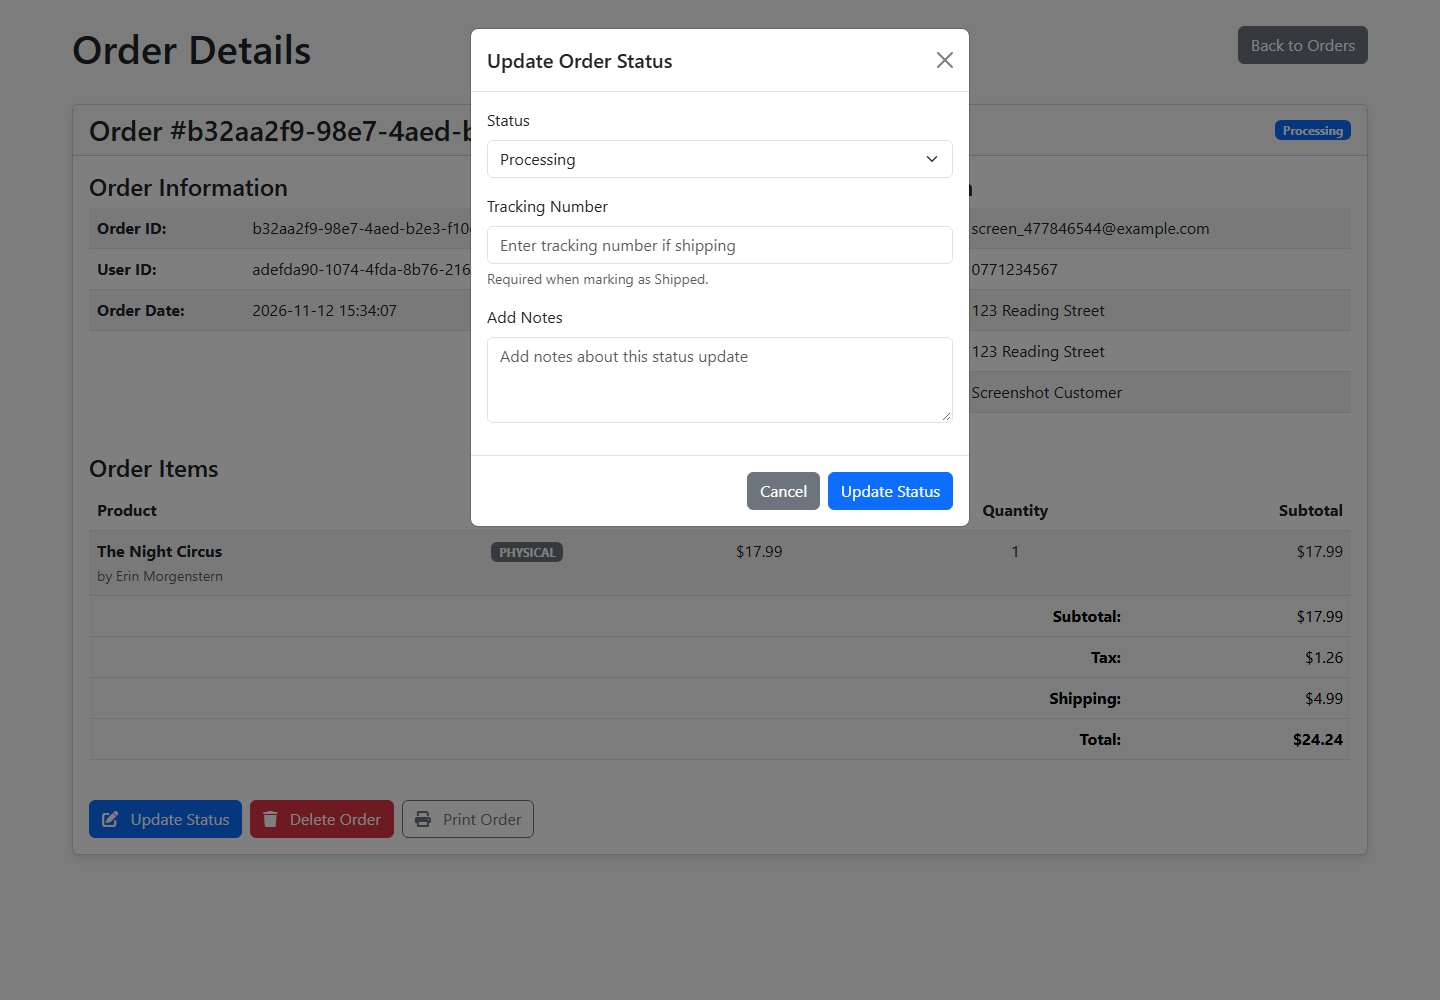 Order Details
Back to Orders
Update Order Status
Order #b32aa2f9-98e7-4aed-
Processing
Status
Processing
Order Information
Tracking Number
Order ID: b32aa2f9-98e7-4aed-b2e3-f10
screen_477846544@example.com
Enter tracking number if shipping
User ID: adefda90-1074-4fda-8b76-216
0771234567
Required when marking as Shipped.
Order Date: 2026-11-12 15:34:07
123 Reading Street
Add Notes
123 Reading Street
Add notes about this status update
Screenshot Customer
Order Items
Cancel Update Status
Product Quantity Subtotal
The Night Circus PHYSICAL $17.99 1 $17.99
by Erin Morgenstern
Subtotal: $17.99
Tax: $1.26
Shipping: $4.99
Total: $24.24
Update Status Delete Order Print Order